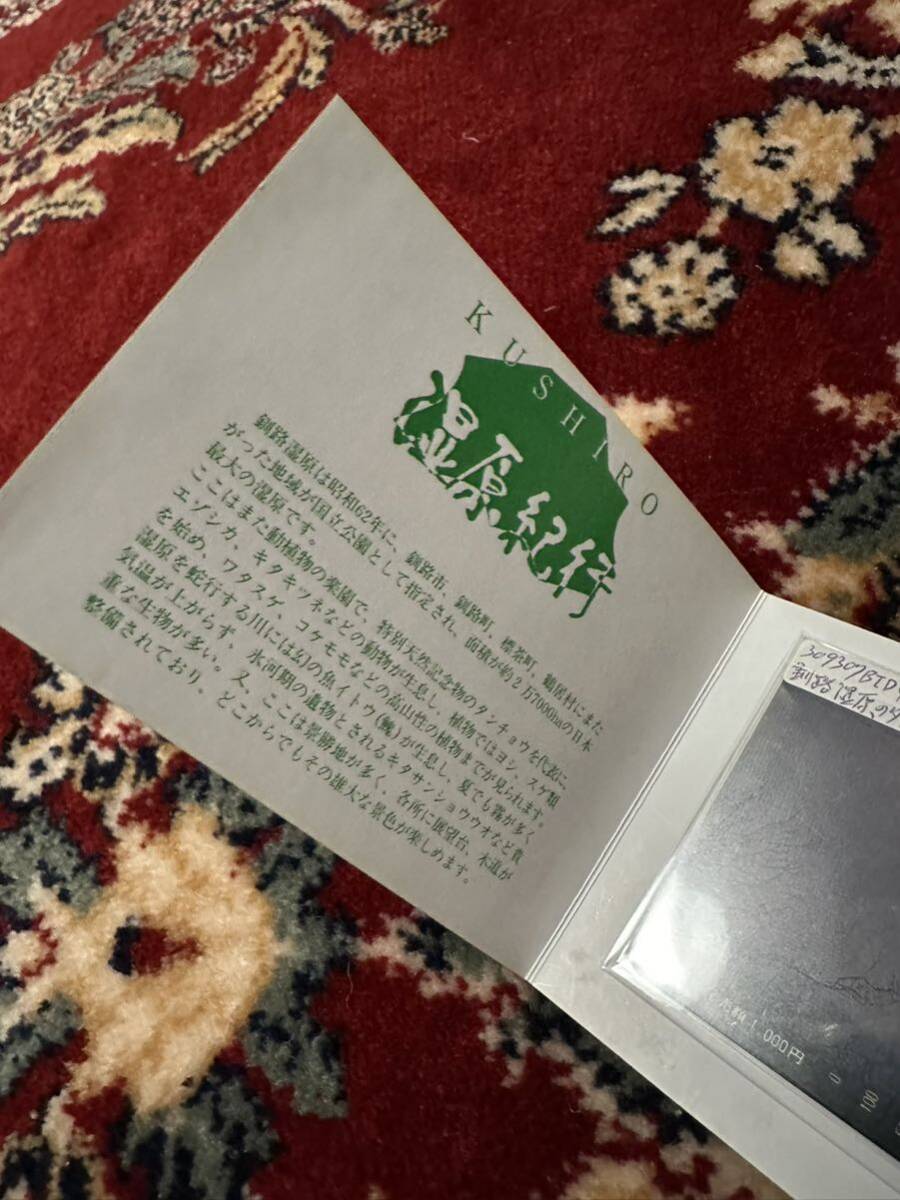 KUSHIRO
湿原紀行
釧路湿原は昭和62年に、釧路市、釧路町、標茶町、鶴居村にまた
がった地域が国立公園として指定され、面積が約2万7000haの日本
最大の湿原です。
ここはまた動植物の楽園で、特別天然記念物のタンチョウを代表に
エゾシカ、キタキツネなどの動物が生息し、植物ではヨシ、スゲ類
を始め、ワタスゲ、コケモモなどの高山性の植物までが見られます。
湿原を蛇行する川には幻の魚イトウ(鮠)が生息し、夏でも霧が多く
気温が上がらず、氷河期の遺物とされるキタサンショウウオなど貴
重な生物が多い。又、ここは景勝地が多く、各所に展望台、木道が
整備されており、どこからでもその雄大な景色が楽しめます。
309307BTD
釧路湿原の
1,000円
0
100